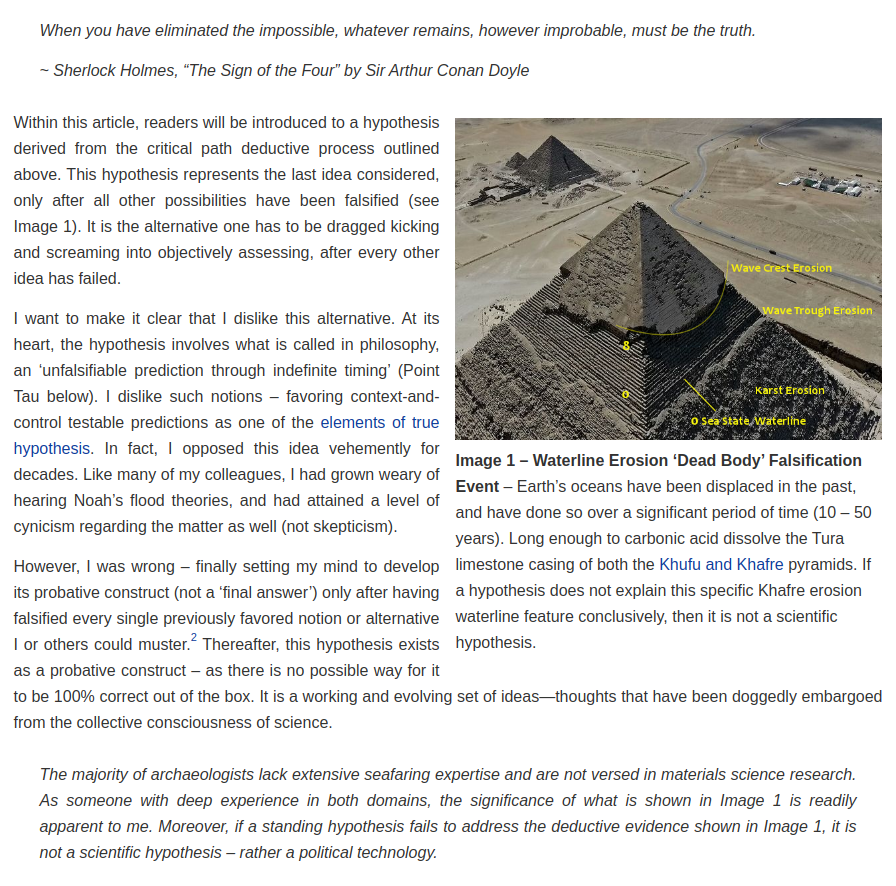 When you have eliminated the impossible, whatever remains, however improbable, must be the truth.
~ Sherlock Holmes, “The Sign of the Four” by Sir Arthur Conan Doyle
Within this article, readers will be introduced to a hypothesis
derived from the critical path deductive process outlined
above. This hypothesis represents the last idea considered,
only after all other possibilities have been falsified (see
Image 1). It is the alternative one has to be dragged kicking
and screaming into objectively assessing, after every other
idea has failed.
I want to make it clear that I dislike this alternative. At its
heart, the hypothesis involves what is called in philosophy,
an ‘unfalsifiable prediction through indefinite timing’ (Point
Tau below). I dislike such notions – favoring context-and-
control testable predictions as one of the elements of true
hypothesis. In fact, I opposed this idea vehemently for
decades. Like many of my colleagues, I had grown weary of
hearing Noah’s flood theories, and had attained a level of
cynicism regarding the matter as well (not skepticism).
However, I was wrong – finally setting my mind to develop
its probative construct (not a ‘final answer’) only after having
falsified every single previously favored notion or alternative
I or others could muster.2 Thereafter, this hypothesis exists
as a probative construct – as there is no possible way for it
to be 100% correct out of the box. It is a working and evolving set of ideas—thoughts that have been doggedly embargoed
from the collective consciousness of science.
Wave Crest Erosion
Wave Trough Erosion
8
o
Karst Erosion
o Sea State Waterline
Image 1 – Waterline Erosion ‘Dead Body’ Falsification
Event – Earth’s oceans have been displaced in the past,
and have done so over a significant period of time (10 – 50
years). Long enough to carbonic acid dissolve the Tura
limestone casing of both the Khufu and Khafre pyramids. If
a hypothesis does not explain this specific Khafre erosion
waterline feature conclusively, then it is not a scientific
hypothesis.
The majority of archaeologists lack extensive seafaring expertise and are not versed in materials science research.
As someone with deep experience in both domains, the significance of what is shown in Image 1 is readily
apparent to me. Moreover, if a standing hypothesis fails to address the deductive evidence shown in Image 1, it is
not a scientific hypothesis – rather a political technology.